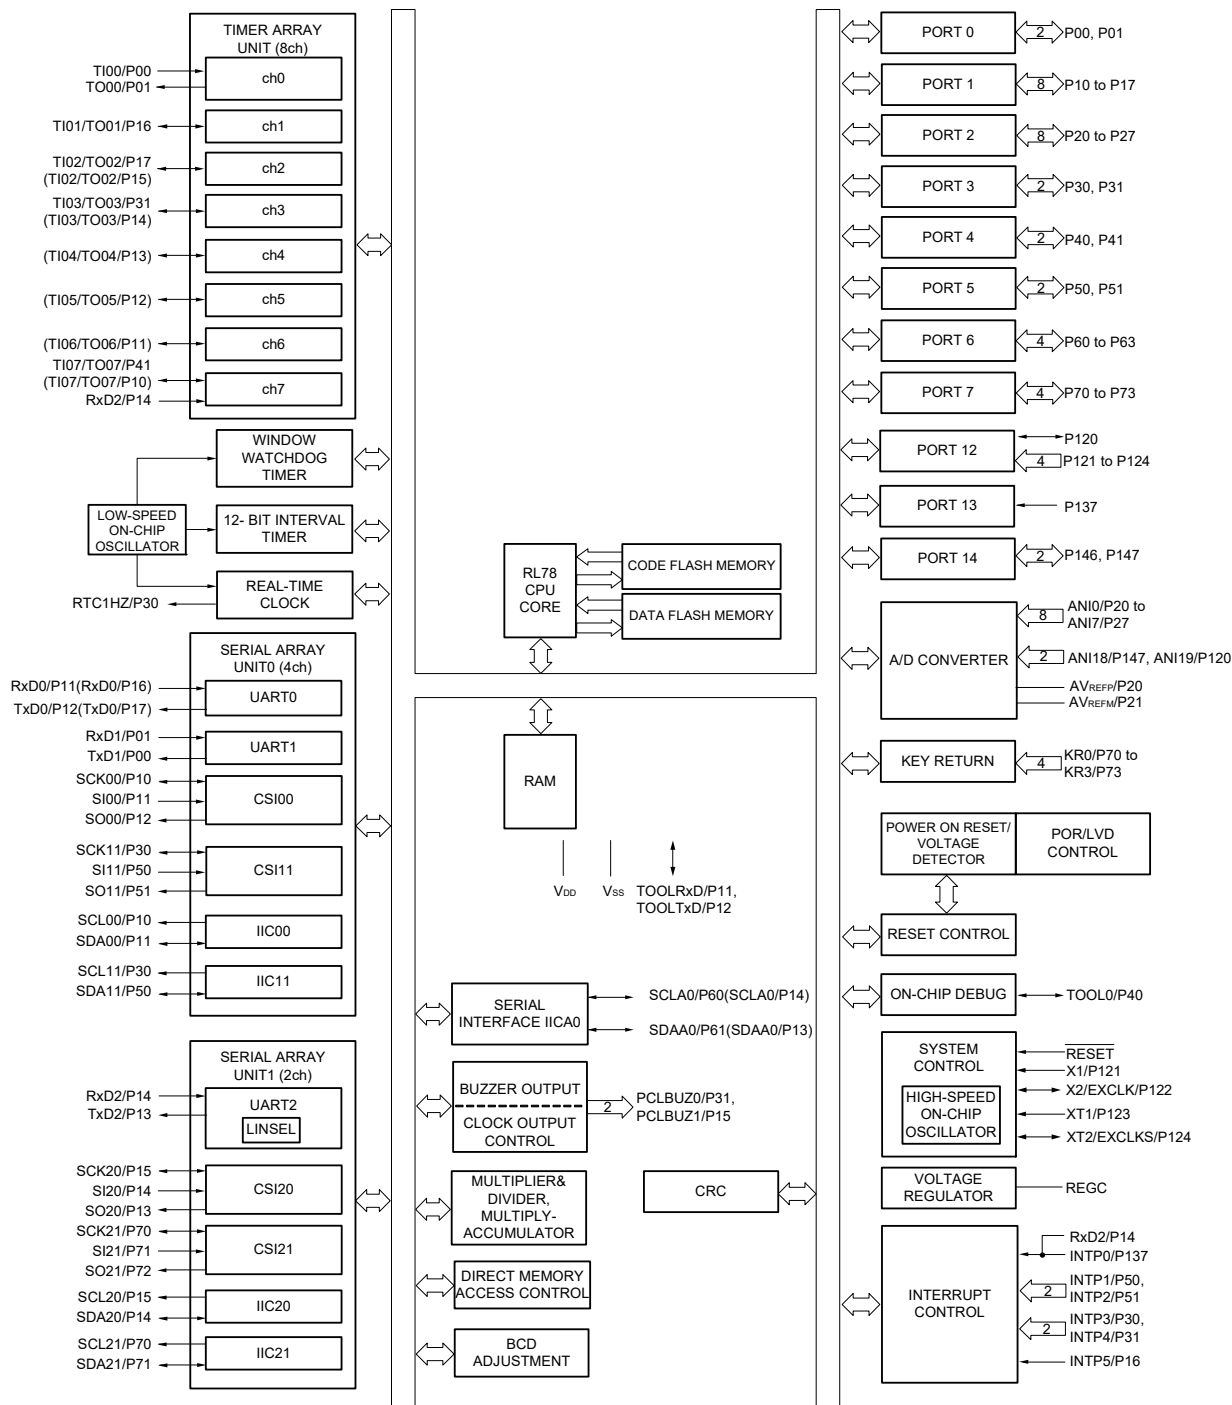 TIMER ARRAY
UNIT (8ch)
TI00/P00
TO00/P01
ch0
TI01/TO01/P16
ch1
TI02/TO02/P17
(TI02/TO02/P15)
ch2
TI03/TO03/P31
(TI03/TO03/P14)
ch3
(TI04/TO04/P13)
ch4
(TI05/TO05/P12)
ch5
(TI06/TO06/P11)
ch6
TI07/TO07/P41
(TI07/TO07/P10)
RxD2/P14
ch7
WINDOW
WATCHDOG
TIMER
LOW-SPEED
ON-CHIP
OSCILLATOR
12- BIT INTERVAL
TIMER
REAL-TIME
CLOCK
RTC1HZ/P30
SERIAL ARRAY
UNIT0 (4ch)
RxD0/P11(RxD0/P16)
TxD0/P12(TxD0/P17)
UART0
RxD1/P01
TxD1/P00
UART1
SCK00/P10
SI00/P11
SO00/P12
CSI00
SCK11/P30
SI11/P50
SO11/P51
CSI11
SCL00/P10
SDA00/P11
IIC00
SCL11/P30
SDA11/P50
IIC11
SERIAL ARRAY
UNIT1 (2ch)
RxD2/P14
TxD2/P13
UART2
LINSEL
SCK20/P15
SI20/P14
SO20/P13
CSI20
SCK21/P70
SI21/P71
SO21/P72
CSI21
SCL20/P15
SDA20/P14
IIC20
SCL21/P70
SDA21/P71
IIC21
RL78
CPU
CORE
CODE FLASH MEMORY
DATA FLASH MEMORY
RAM
VDD
VSS
TOOLRxD/P11,
TOOLTxD/P12
SERIAL
INTERFACE IICA0
SCLA0/P60(SCLA0/P14)
SDAA0/P61(SDAA0/P13)
BUZZER OUTPUT
CLOCK OUTPUT
CONTROL
2
PCLBUZ0/P31,
PCLBUZ1/P15
MULTIPLIER&
DIVIDER,
MULTIPLY-
ACCUMULATOR
CRC
DIRECT MEMORY
ACCESS CONTROL
BCD
ADJUSTMENT
PORT 0
2
P00, P01
PORT 1
8
P10 to P17
PORT 2
8
P20 to P27
PORT 3
2
P30, P31
PORT 4
2
P40, P41
PORT 5
2
P50, P51
PORT 6
4
P60 to P63
PORT 7
4
P70 to P73
PORT 12
P120
4
P121 to P124
PORT 13
P137
PORT 14
2
P146, P147
A/D CONVERTER
8
ANI0/P20 to
ANI7/P27
2
ANI18/P147, ANI19/P120
AVREFP/P20
AVREFM/P21
KEY RETURN
4
KR0/P70 to
KR3/P73
POWER ON RESET/
VOLTAGE
DETECTOR
POR/LVD
CONTROL
RESET CONTROL
ON-CHIP DEBUG
TOOL0/P40
SYSTEM
CONTROL
HIGH-SPEED
ON-CHIP
OSCILLATOR
RESET
X1/P121
X2/EXCLK/P122
XT1/P123
XT2/EXCLKS/P124
VOLTAGE
REGULATOR
REGC
INTERRUPT
CONTROL
RxD2/P14
INTP0/P137
2
INTP1/P50,
INTP2/P51
2
INTP3/P30,
INTP4/P31
INTP5/P16